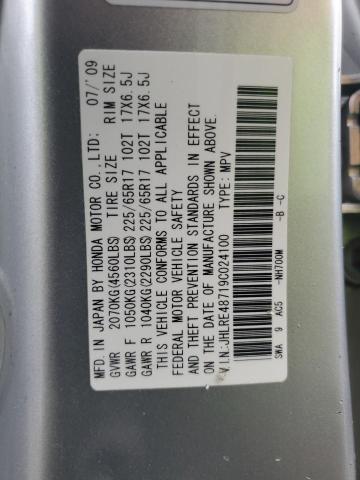 MFD. IN JAPAN BY HONDA MOTOR CO.,LTD: 07/'09
GVWR 2070KG(4560LBS) TIRE SIZE RIM SIZE
GAWR F 1050KG(2310LBS) 225/65R17 102T 17X6.5J
GAWR R 1040KG(2290LBS) 225/65R17 102T 17X6.5J
THIS VEHICLE CONFORMS TO ALL APPLICABLE
FEDERAL MOTOR VEHICLE SAFETY
AND THEFT PREVENTION STANDARDS IN EFFECT
ON THE DATE OF MANUFACTURE SHOWN ABOVE.
V.I.N:JHLRE48719C024100 TYPE: MPV
SWA 9 AC5 -NH700M -B -C